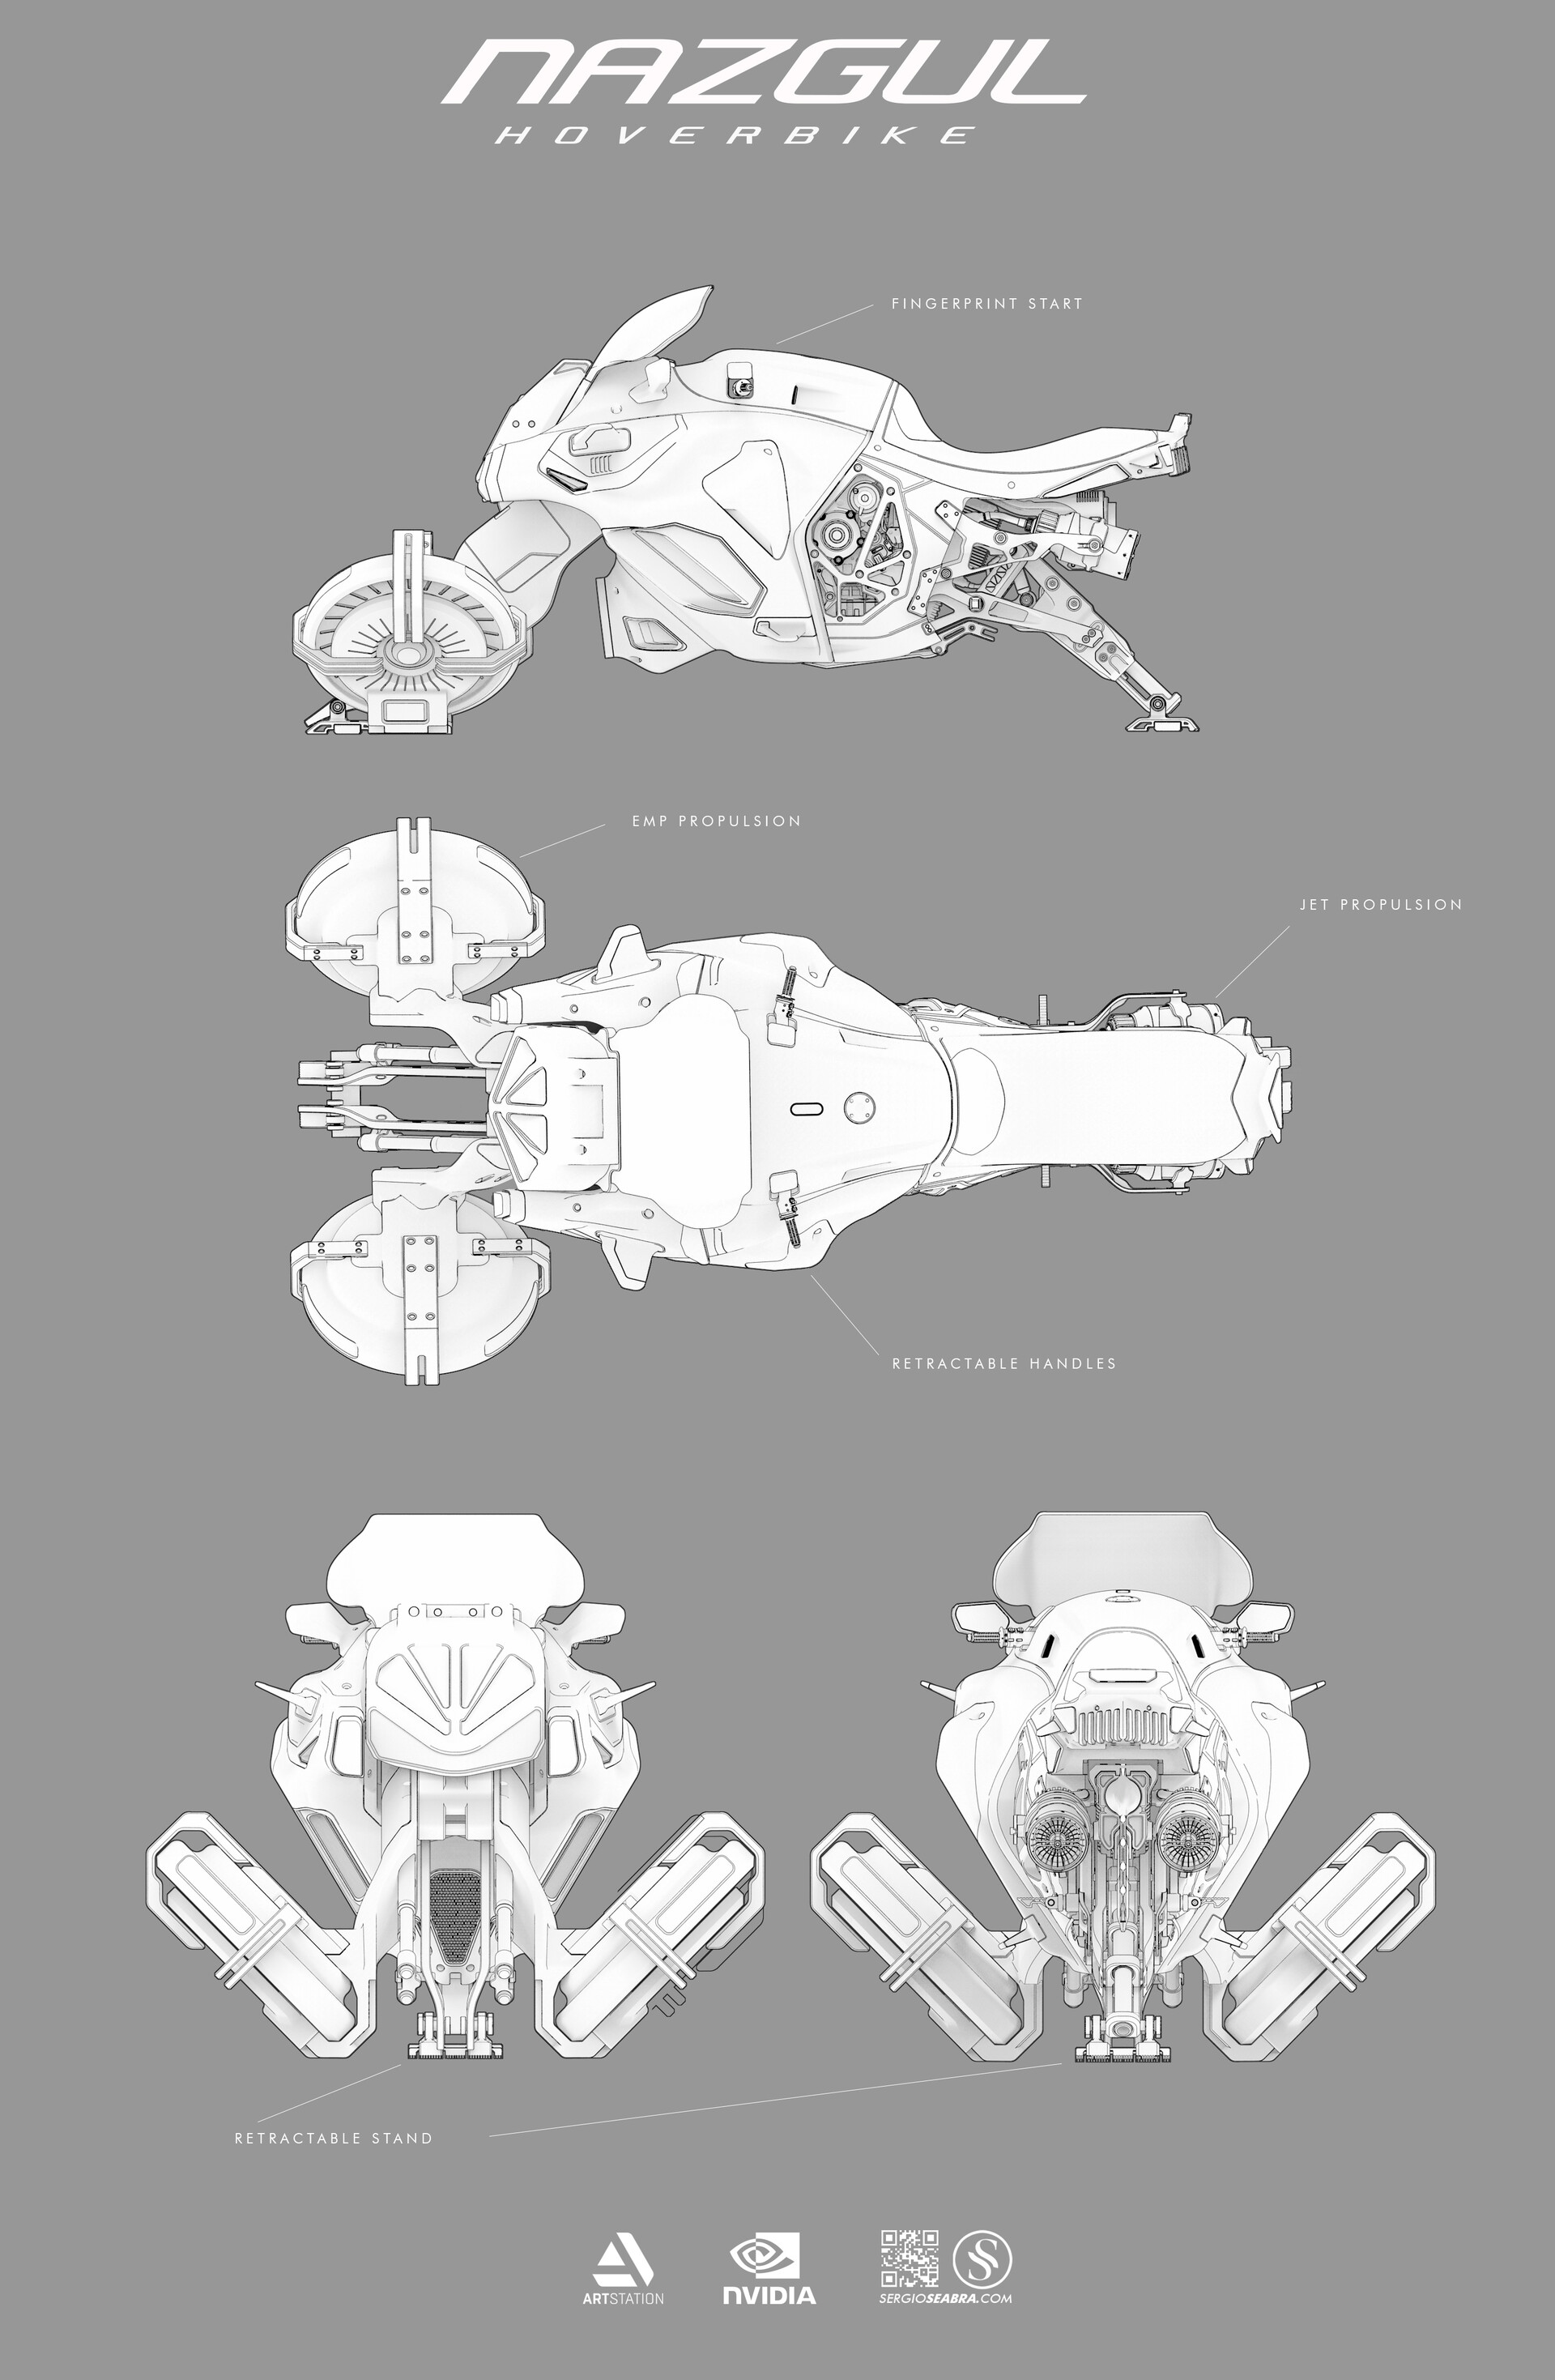 NAZGUL
HOVERBIKE
FINGERPRINT START
EMP PROPULSION
JET PROPULSION
RETRACTABLE HANDLES
RETRACTABLE STAND
ARTSTATION
NVIDIA
SERGIOSEABRA.COM